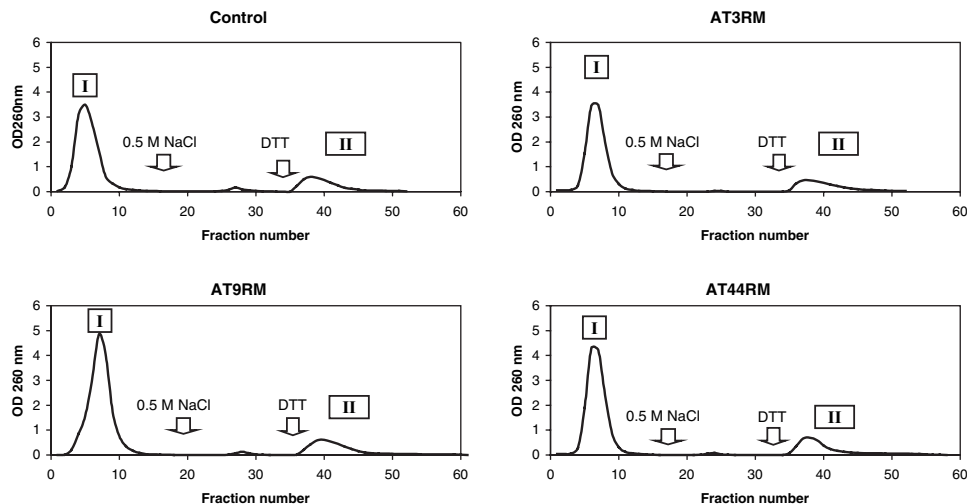 Control
OD260nm
6
5
4
3
2
1
0
I
0.5 M NaCl
DTT
II
0 10 20 30 40 50 60
Fraction number
AT3RM
OD 260 nm
6
5
4
3
2
1
0
I
0.5 M NaCl
DTT
II
0 10 20 30 40 50 60
Fraction number
AT9RM
OD 260 nm
6
5
4
3
2
1
0
I
0.5 M NaCl
DTT
II
0 10 20 30 40 50 60
Fraction number
AT44RM
OD 260 nm
6
5
4
3
2
1
0
I
0.5 M NaCl
DTT
II
0 10 20 30 40 50 60
Fraction number